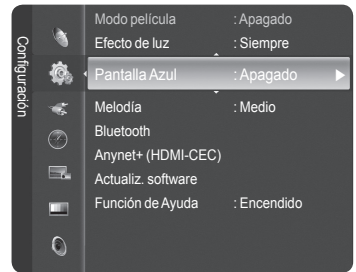 Configuración
Modo película : Apagado
Efecto de luz : Siempre
Pantalla Azul : Apagado
Melodía : Medio
Bluetooth
Anynet+ (HDMI-CEC)
Actualiz. software
Función de Ayuda : Encendido